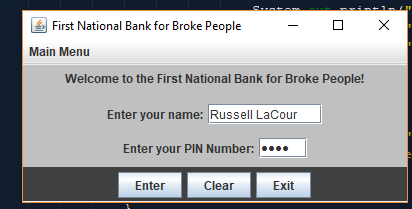 System.out.println("
First National Bank for Broke People
Main Menu
Welcome to the First National Bank for Broke People!
Enter your name: Russell LaCour
Enter your PIN Number: ••••
Enter Clear Exit
}